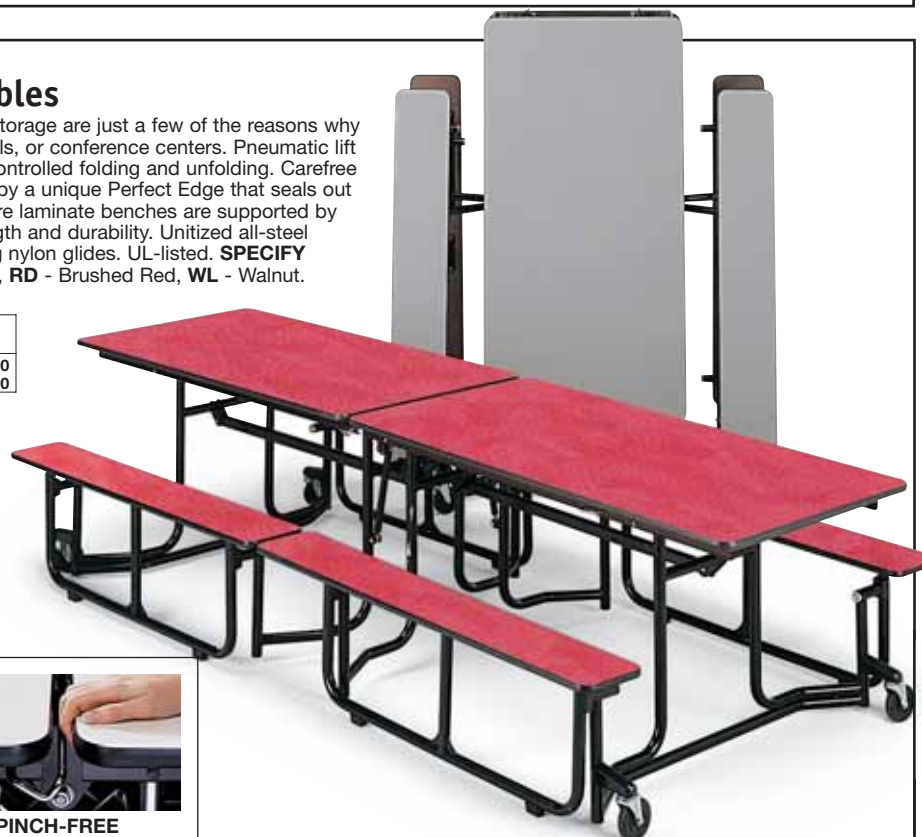 bles
torage are just a few of the reasons why
ls, or conference centers. Pneumatic lift
ontrolled folding and unfolding. Carefree
by a unique Perfect Edge that seals out
re laminate benches are supported by
gth and durability. Unitized all-steel
g nylon glides. UL-listed. SPECIFY
, RD - Brushed Red, WL - Walnut.
0
0
PINCH-FREE